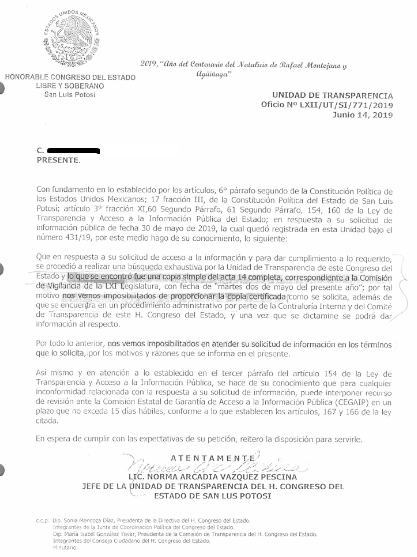 ESTADOS UNIDOS MEXICANOS
2019, "Año del Centenario del Natalicio de Rafael Montejano y
Aguiñaga"
HONORABLE CONGRESO DEL ESTADO
LIBRE Y SOBERANO
San Luis Potosí
UNIDAD DE TRANSPARENCIA
Oficio Nº LXII/UT/SI/771/2019
Junio 14, 2019
C.
PRESENTE.
Con fundamento en lo establecido por los artículos, 6º párrafo segundo de la Constitución Política de
los Estados Unidos Mexicanos; 17 fracción III, de la Constitución Política del Estado de San Luis
Potosí; artículo 3º fracción XI,60 Segundo Párrafo, 61 Segundo Párrafo, 154, 160 de la Ley de
Transparencia y Acceso a la Información Pública del Estado; en respuesta a su solicitud de
información pública de fecha 30 de mayo de 2019, la cual quedó registrada en esta Unidad bajo el
número 431/19, por este medio hago de su conocimiento, lo siguiente:
Que en respuesta a su solicitud de acceso a la información y para dar cumplimiento a lo requerido,
se procedió a realizar una búsqueda exhaustiva por la Unidad de Transparencia de este Congreso del
Estado y lo que se encontró fue una copia simple del acta 14 completa, correspondiente a la Comisión
de Vigilancia de la LXI Legislatura, con fecha de "martes dos de mayo del presente año"; por tal
motivo nos vemos imposibilitados de proporcionar la copia certificada como se solicita, además de
que se encuentra en un procedimiento administrativo por parte de la Contraloría Interna y del Comité
de Transparencia de este H. Congreso del Estado, y una vez que se dictamine se podrá dar
información al respecto.
Por todo lo anterior, nos vemos imposibilitados en atender su solicitud de información en los términos
que lo solicita, por los motivos y razones que se informa en el presente.
Así mismo y en atención a lo establecido en el tercer párrafo del artículo 154 de la Ley de
Transparencia y Acceso a la Información Pública, se hace de su conocimiento que para cualquier
inconformidad relacionada con la respuesta a su solicitud de información, puede interponer recurso
de revisión ante la Comisión Estatal de Garantía de Acceso a la Información Pública (CEGAIP) en un
plazo que no exceda 15 días hábiles, conforme a lo que establecen los artículos, 167 y 166 de la ley
citada.
En espera de cumplir con las expectativas de su petición, reitero la disposición para servirle.
ATENTAMENTE
LIC. NORMA ARCADIA VAZQUEZ PESCINA
JEFE DE LA UNIDAD DE TRANSPARENCIA DEL H. CONGRESO DEL
ESTADO DE SAN LUIS POTOSI
c.c.p. Dip. Sonia Mendoza Díaz, Presidenta de la Directiva del H. Congreso del Estado.
Integrantes de la Junta de Coordinación Política del H. Congreso del Estado.
Dip. María Isabel González Tovar, Presidenta de la Comisión de Transparencia del H. Congreso del Estado.
Integrantes del Consejo Ciudadano del H. Congreso del Estado.
Minutario